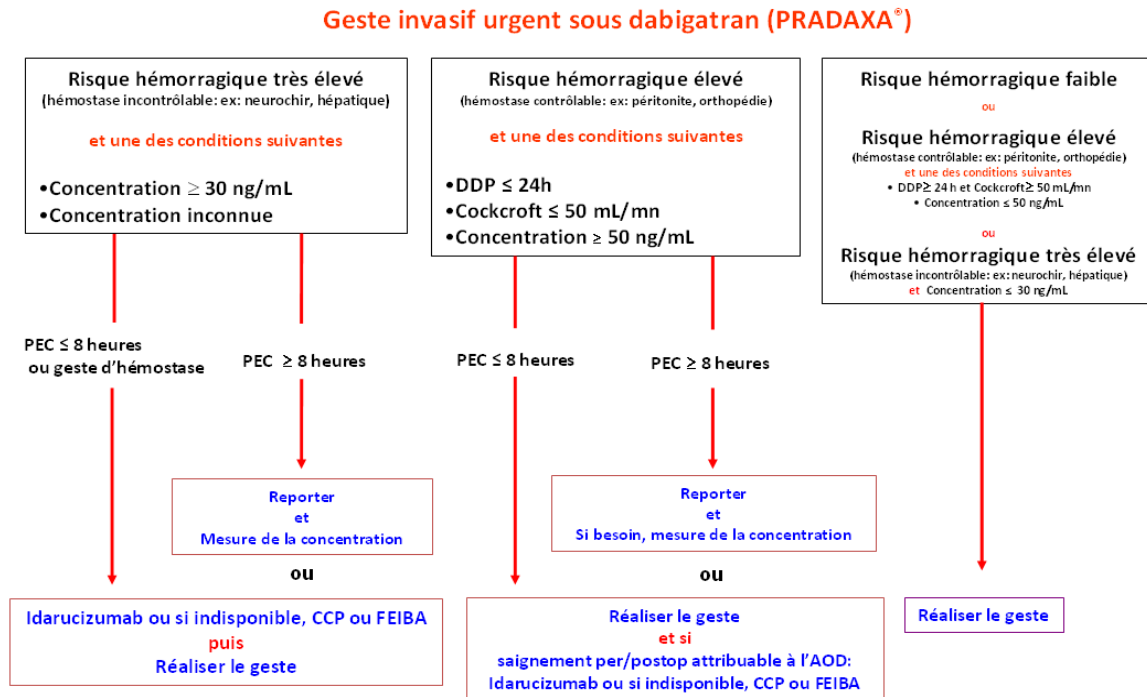 Geste invasif urgent sous dabigatran (PRADAXA®)
Risque hémorragique très élevé
(hémostase incontrôlable: ex: neurochir, hépatique)
et une des conditions suivantes
•Concentration ≥ 30 ng/mL
•Concentration inconnue
PEC ≤ 8 heures
ou geste d'hémostase
PEC ≥ 8 heures
Reporter
et
Mesure de la concentration
ou
Idarucizumab ou si indisponible, CCP ou FEIBA
puis
Réaliser le geste
Risque hémorragique élevé
(hémostase contrôlable: ex: péritonite, orthopédie)
et une des conditions suivantes
•DDP ≤ 24h
•Cockcroft ≤ 50 mL/mn
•Concentration ≥ 50 ng/mL
PEC ≤ 8 heures
PEC ≥ 8 heures
Reporter
et
Si besoin, mesure de la concentration
ou
Réaliser le geste
et si
saignement per/postop attribuable à l'AOD:
Idarucizumab ou si indisponible, CCP ou FEIBA
Risque hémorragique faible
ou
Risque hémorragique élevé
(hémostase contrôlable: ex: péritonite, orthopédie)
et une des conditions suivantes
• DDP≥ 24 h et Cockcroft≥ 50 mL/mn
• Concentration ≤ 50 ng/mL
ou
Risque hémorragique très élevé
(hémostase incontrôlable: ex: neurochir, hépatique)
et Concentration ≤ 30 ng/mL
Réaliser le geste